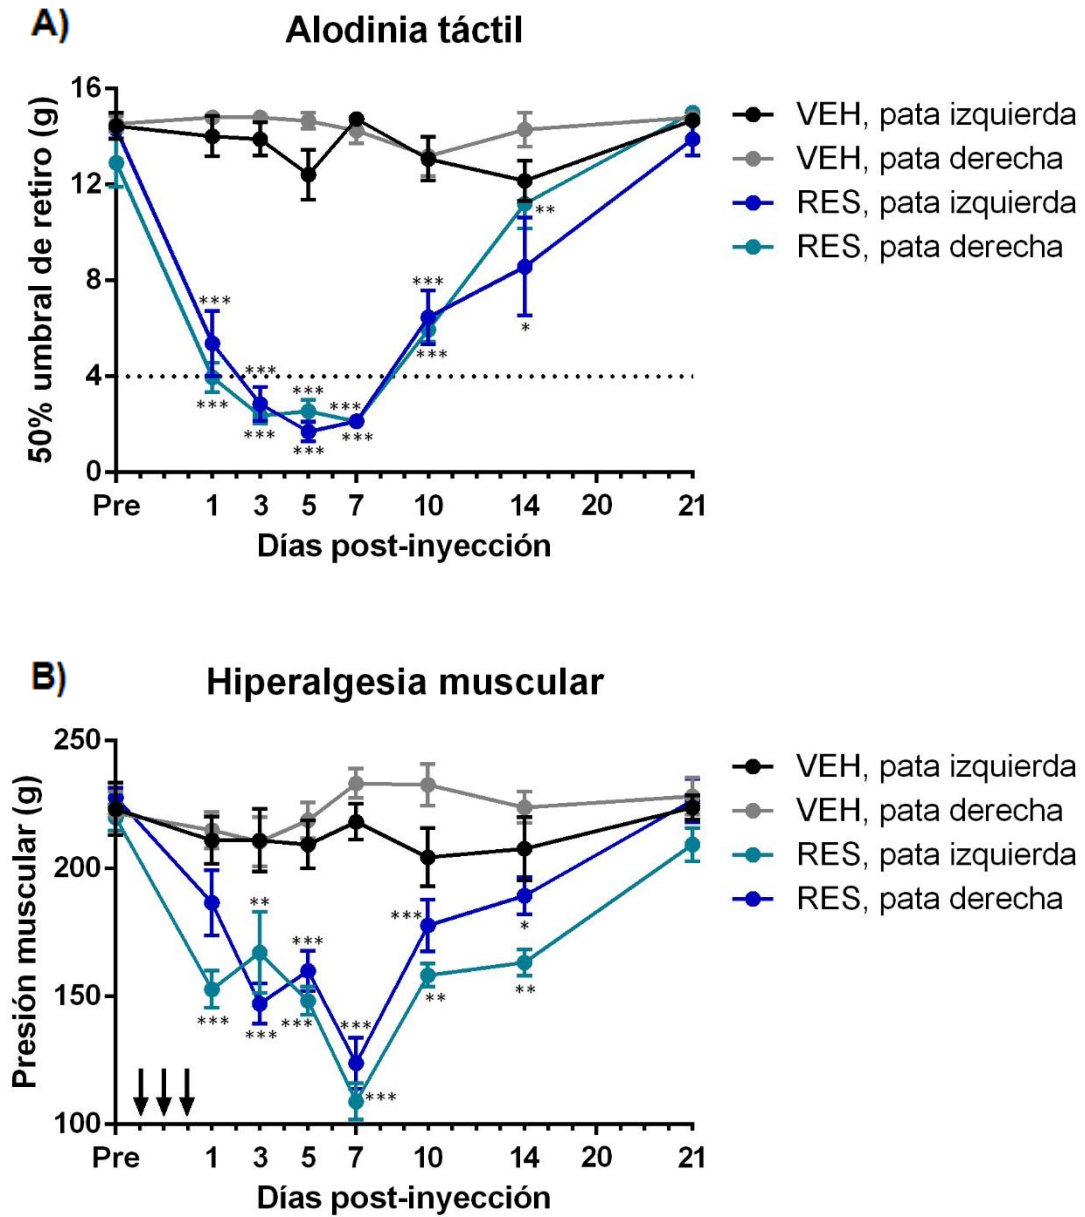 A)
Alodinia táctil
50% umbral de retiro (g)
16
12
8
4
0
*** *** *** *** *** *** *** *** *** *** ** *
Pre 1 3 5 7 10 14 20 21
Días post-inyección
VEH, pata izquierda
VEH, pata derecha
RES, pata izquierda
RES, pata derecha
B)
Hiperalgesia muscular
Presión muscular (g)
250
200
150
100
*** ** *** *** *** *** *** *** ** * **
Pre 1 3 5 7 10 14 20 21
Días post-inyección
VEH, pata izquierda
VEH, pata derecha
RES, pata izquierda
RES, pata derecha